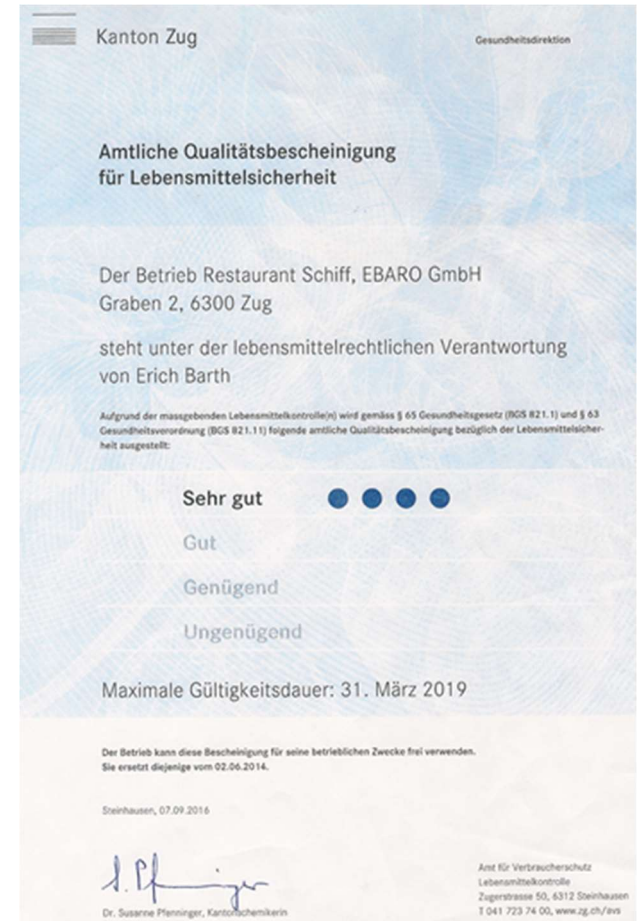 Kanton Zug
Gesundheitsdirektion
Amtliche Qualitätsbescheinigung
für Lebensmittelsicherheit
Der Betrieb Restaurant Schiff, EBARO GmbH
Graben 2, 6300 Zug
steht unter der lebensmittelrechtlichen Verantwortung
von Erich Barth
Aufgrund der massgebenden Lebensmittelkontrolle(n) wird gemäss § 65 Gesundheitsgesetz (BGS 821.1) und § 63
Gesundheitsverordnung (BGS 821.11) folgende amtliche Qualitätsbescheinigung bezüglich der Lebensmittelsicher-
heit ausgestellt:
Sehr gut
Gut
Genügend
Ungenügend
Maximale Gültigkeitsdauer: 31. März 2019
Der Betrieb kann diese Bescheinigung für seine betrieblichen Zwecke frei verwenden.
Sie ersetzt diejenige vom 02.06.2014.
Steinhausen, 07.09.2016
S. Pfenninger
Dr. Susanne Pfenninger, Kantonschemikerin
Amt für Verbraucherschutz
Lebensmittelkontrolle
Zugerstrasse 50, 6312 Steinhausen
T 041 723 74 00, www.zg.ch/avs